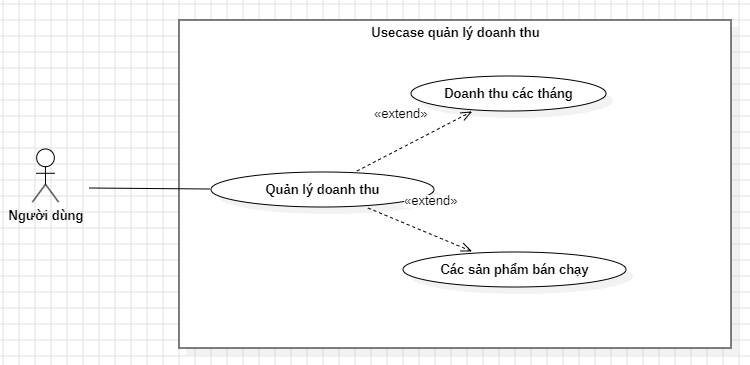 Usecase quản lý doanh thu
Doanh thu các tháng
«extend»
Quản lý doanh thu
«extend»
Người dùng
Các sản phẩm bán chạy